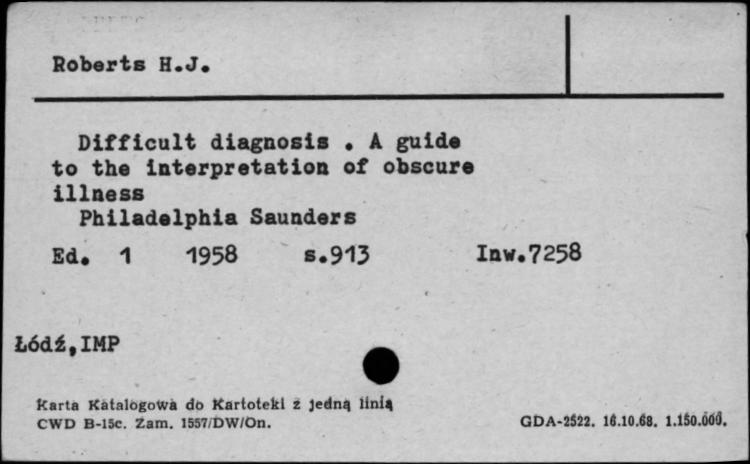 Roberts H.J.
Difficult diagnosis . A guide
to the interpretation of obscure
illness
Philadelphia Saunders
Ed. 1 1958 s.913 Inw.7258
Łódź,IMP
Karta Katalogowa do Kartoteki z jedną linią
CWD B-15c. Zam. 1557/DW/On.
GDA-2522. 16.10.68. 1.150.000.